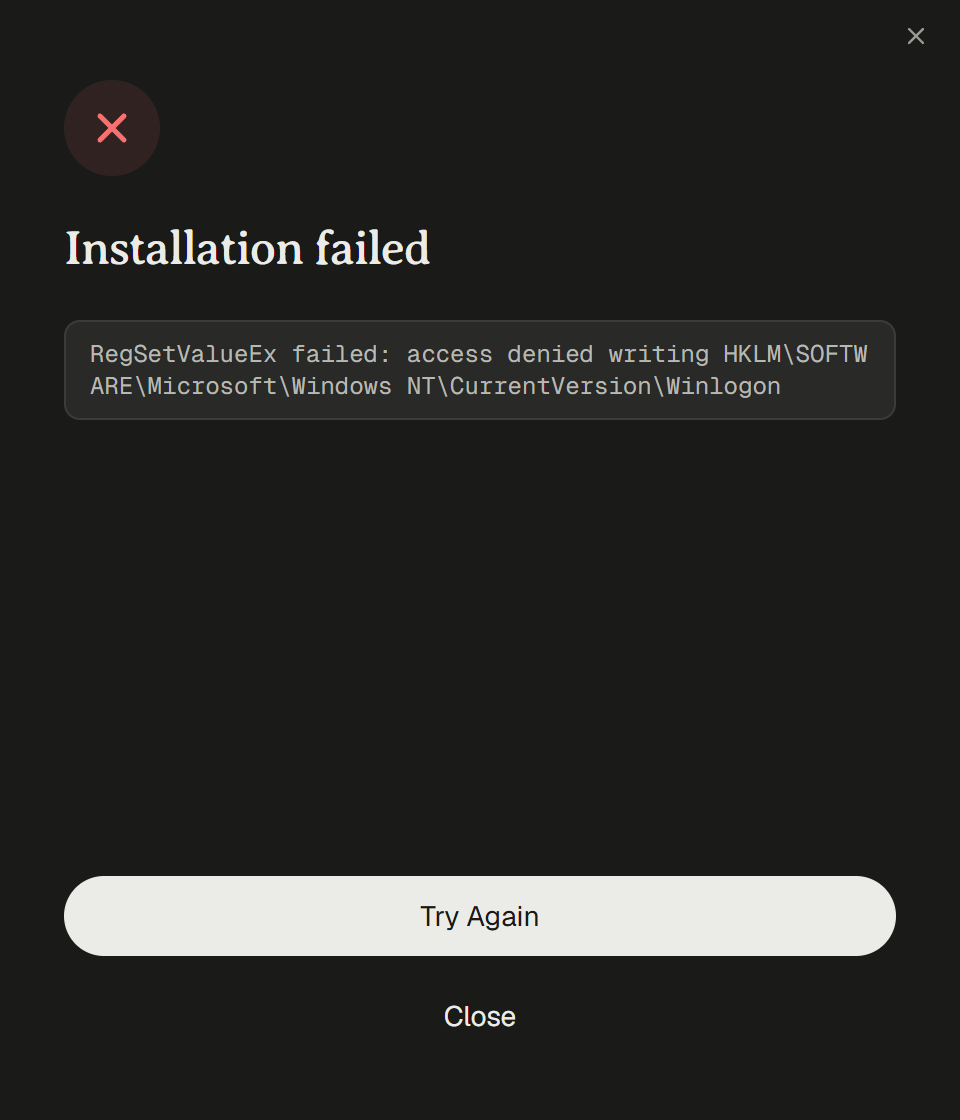 Installation failed
RegSetValueEx failed: access denied writing HKLM\SOFTW
ARE\Microsoft\Windows NT\CurrentVersion\Winlogon
Try Again
Close